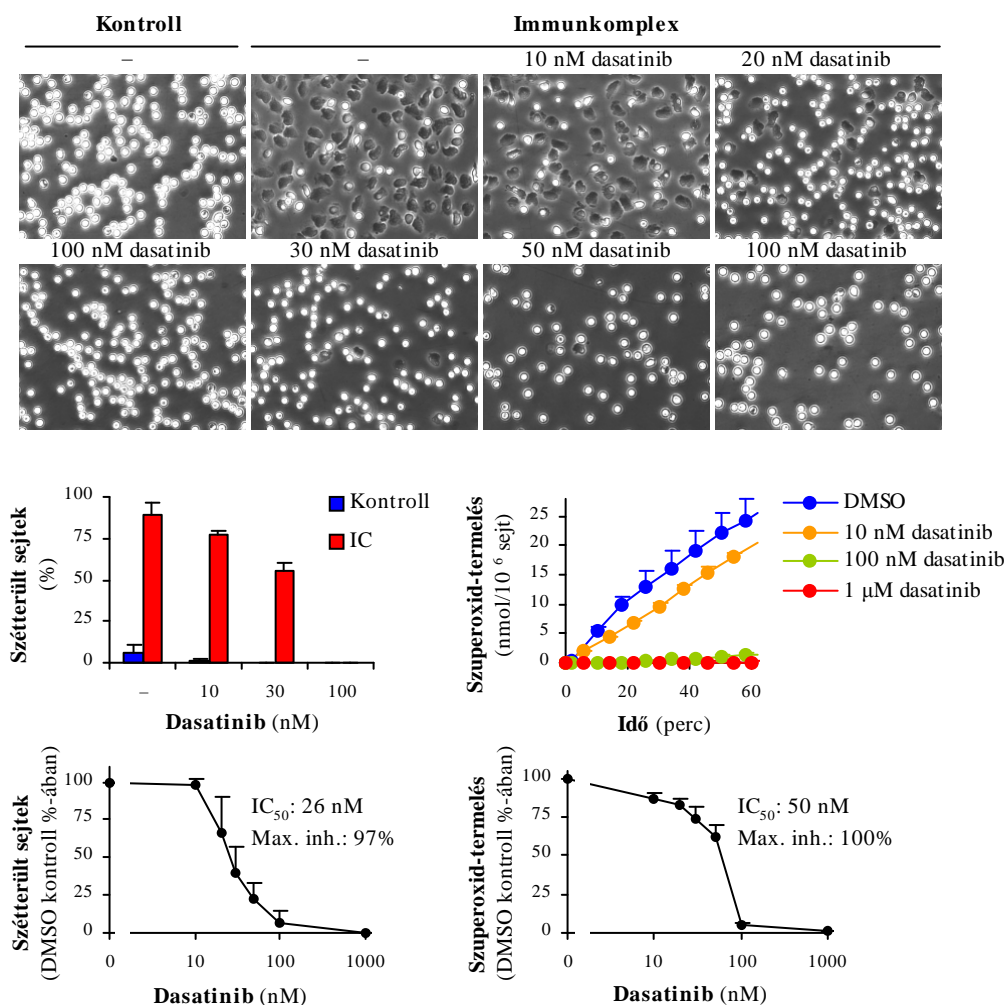 Kontroll Immunkomplex
– – 10 nM dasatinib 20 nM dasatinib
100 nM dasatinib 30 nM dasatinib 50 nM dasatinib 100 nM dasatinib
Szétterült sejtek
(%)
100
75
50
25
0
– 10 30 100
Dasatinib (nM)
Kontroll
IC
Szuperoxid-termelés
(nmol/10 6 sejt)
25
20
15
10
5
0
0 20 40 60
Idő (perc)
DMSO
10 nM dasatinib
100 nM dasatinib
1 µM dasatinib
Szétterült sejtek
(DMSO kontroll %-ában)
100
75
50
25
0
0 10 100 1000
Dasatinib (nM)
IC50: 26 nM
Max. inh.: 97%
Szuperoxid-termelés
(DMSO kontroll %-ában)
100
75
50
25
0
0 10 100 1000
Dasatinib (nM)
IC50: 50 nM
Max. inh.: 100%